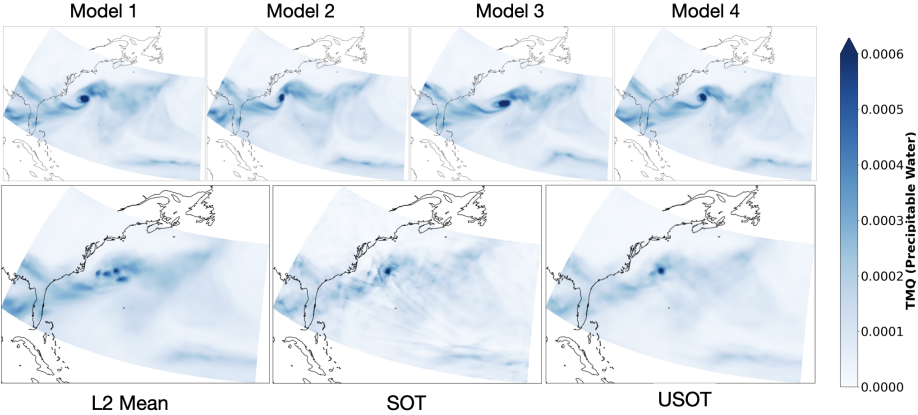 Model 1
Model 2
Model 3
Model 4
L2 Mean
SOT
USOT
0.0006
0.0005
0.0004
0.0003
0.0002
0.0001
0.0000
TMQ (Precipitable Water)